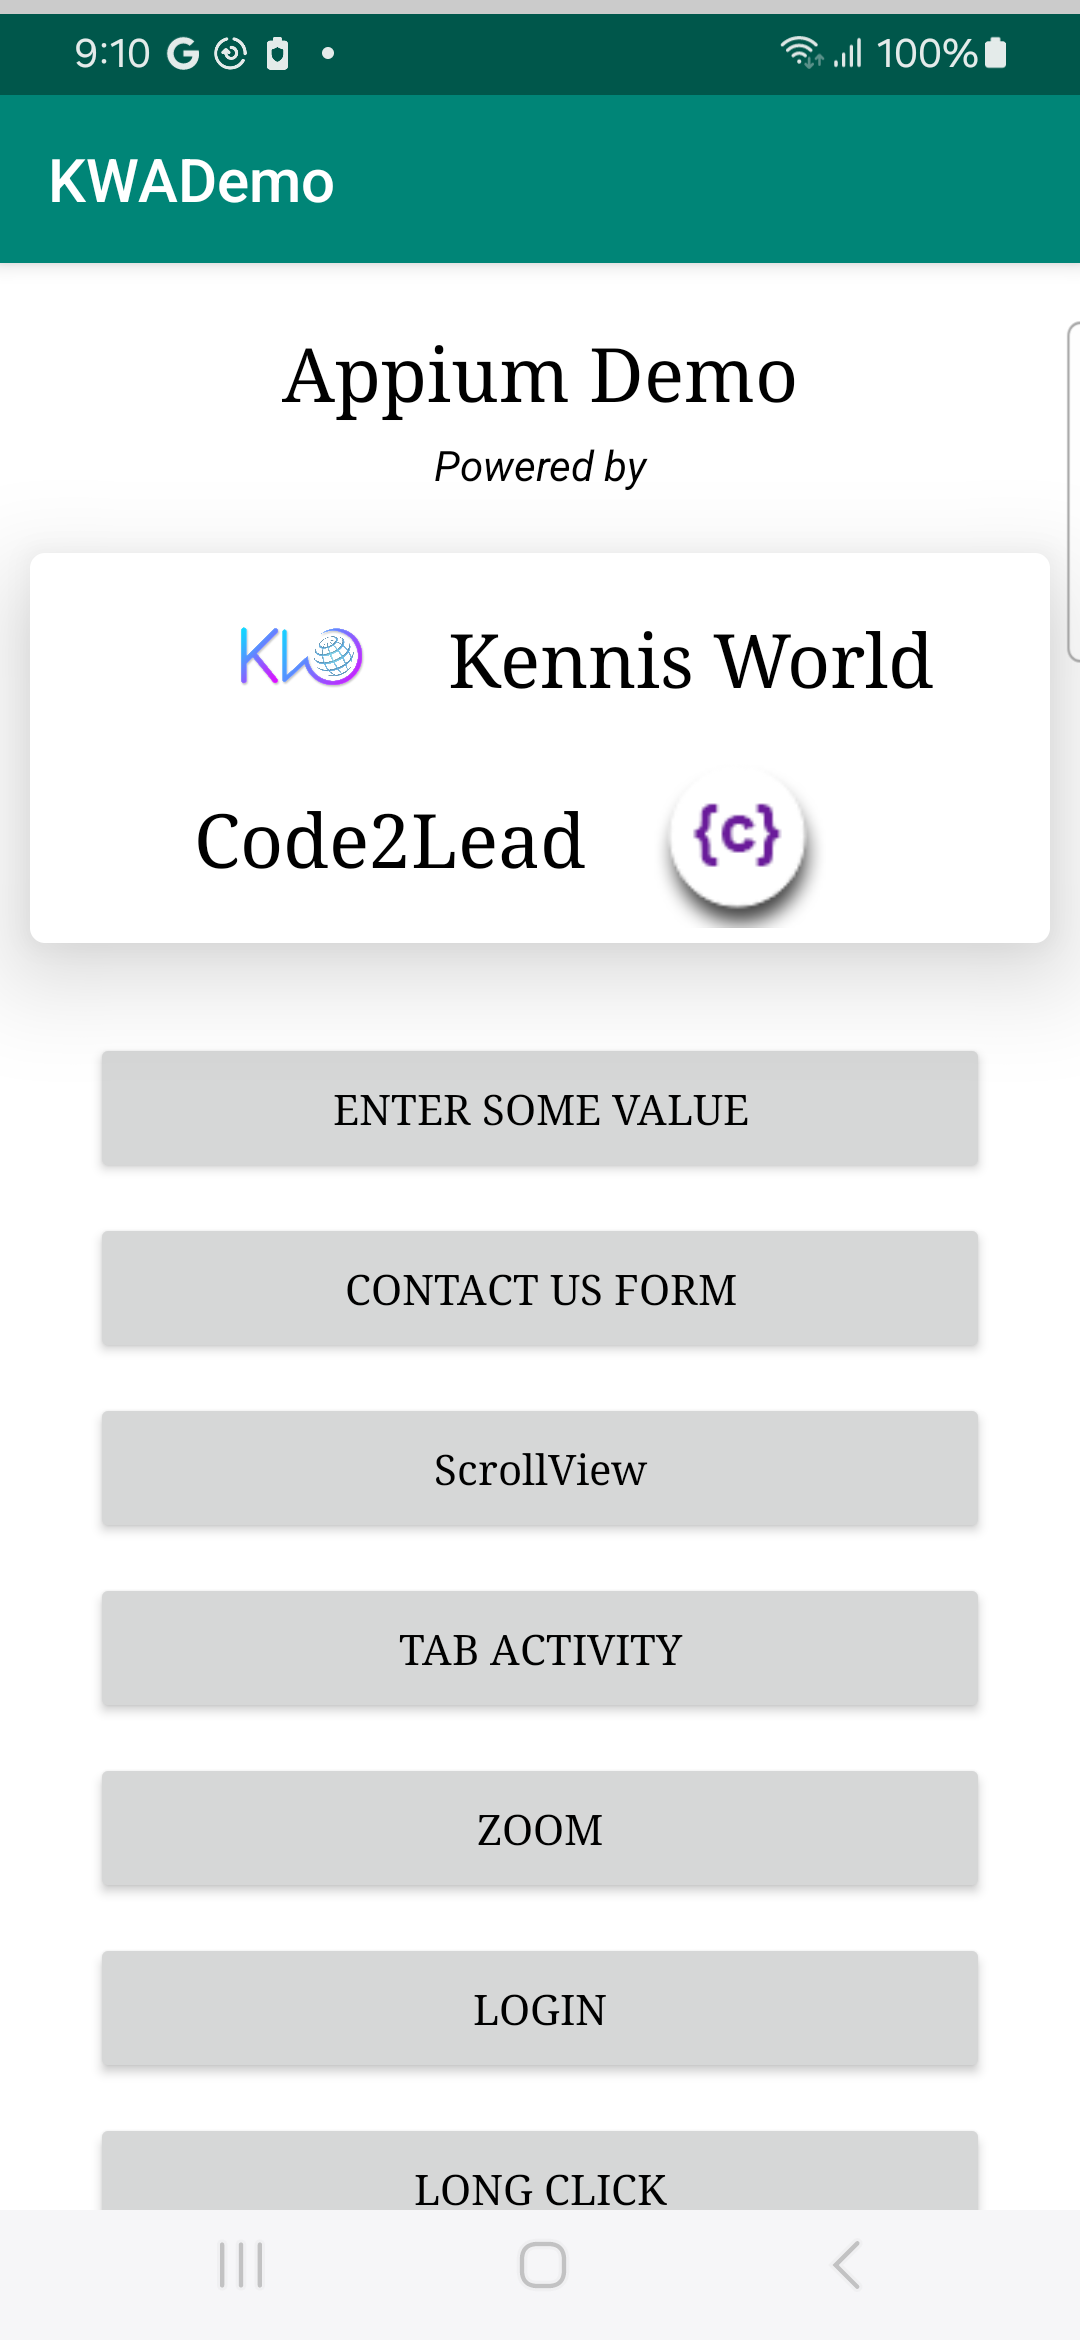 9:10 G 100%
KWADemo
Appium Demo
Powered by
KW Kennis World
Code2Lead {c}
ENTER SOME VALUE
CONTACT US FORM
ScrollView
TAB ACTIVITY
ZOOM
LOGIN
LONG CLICK